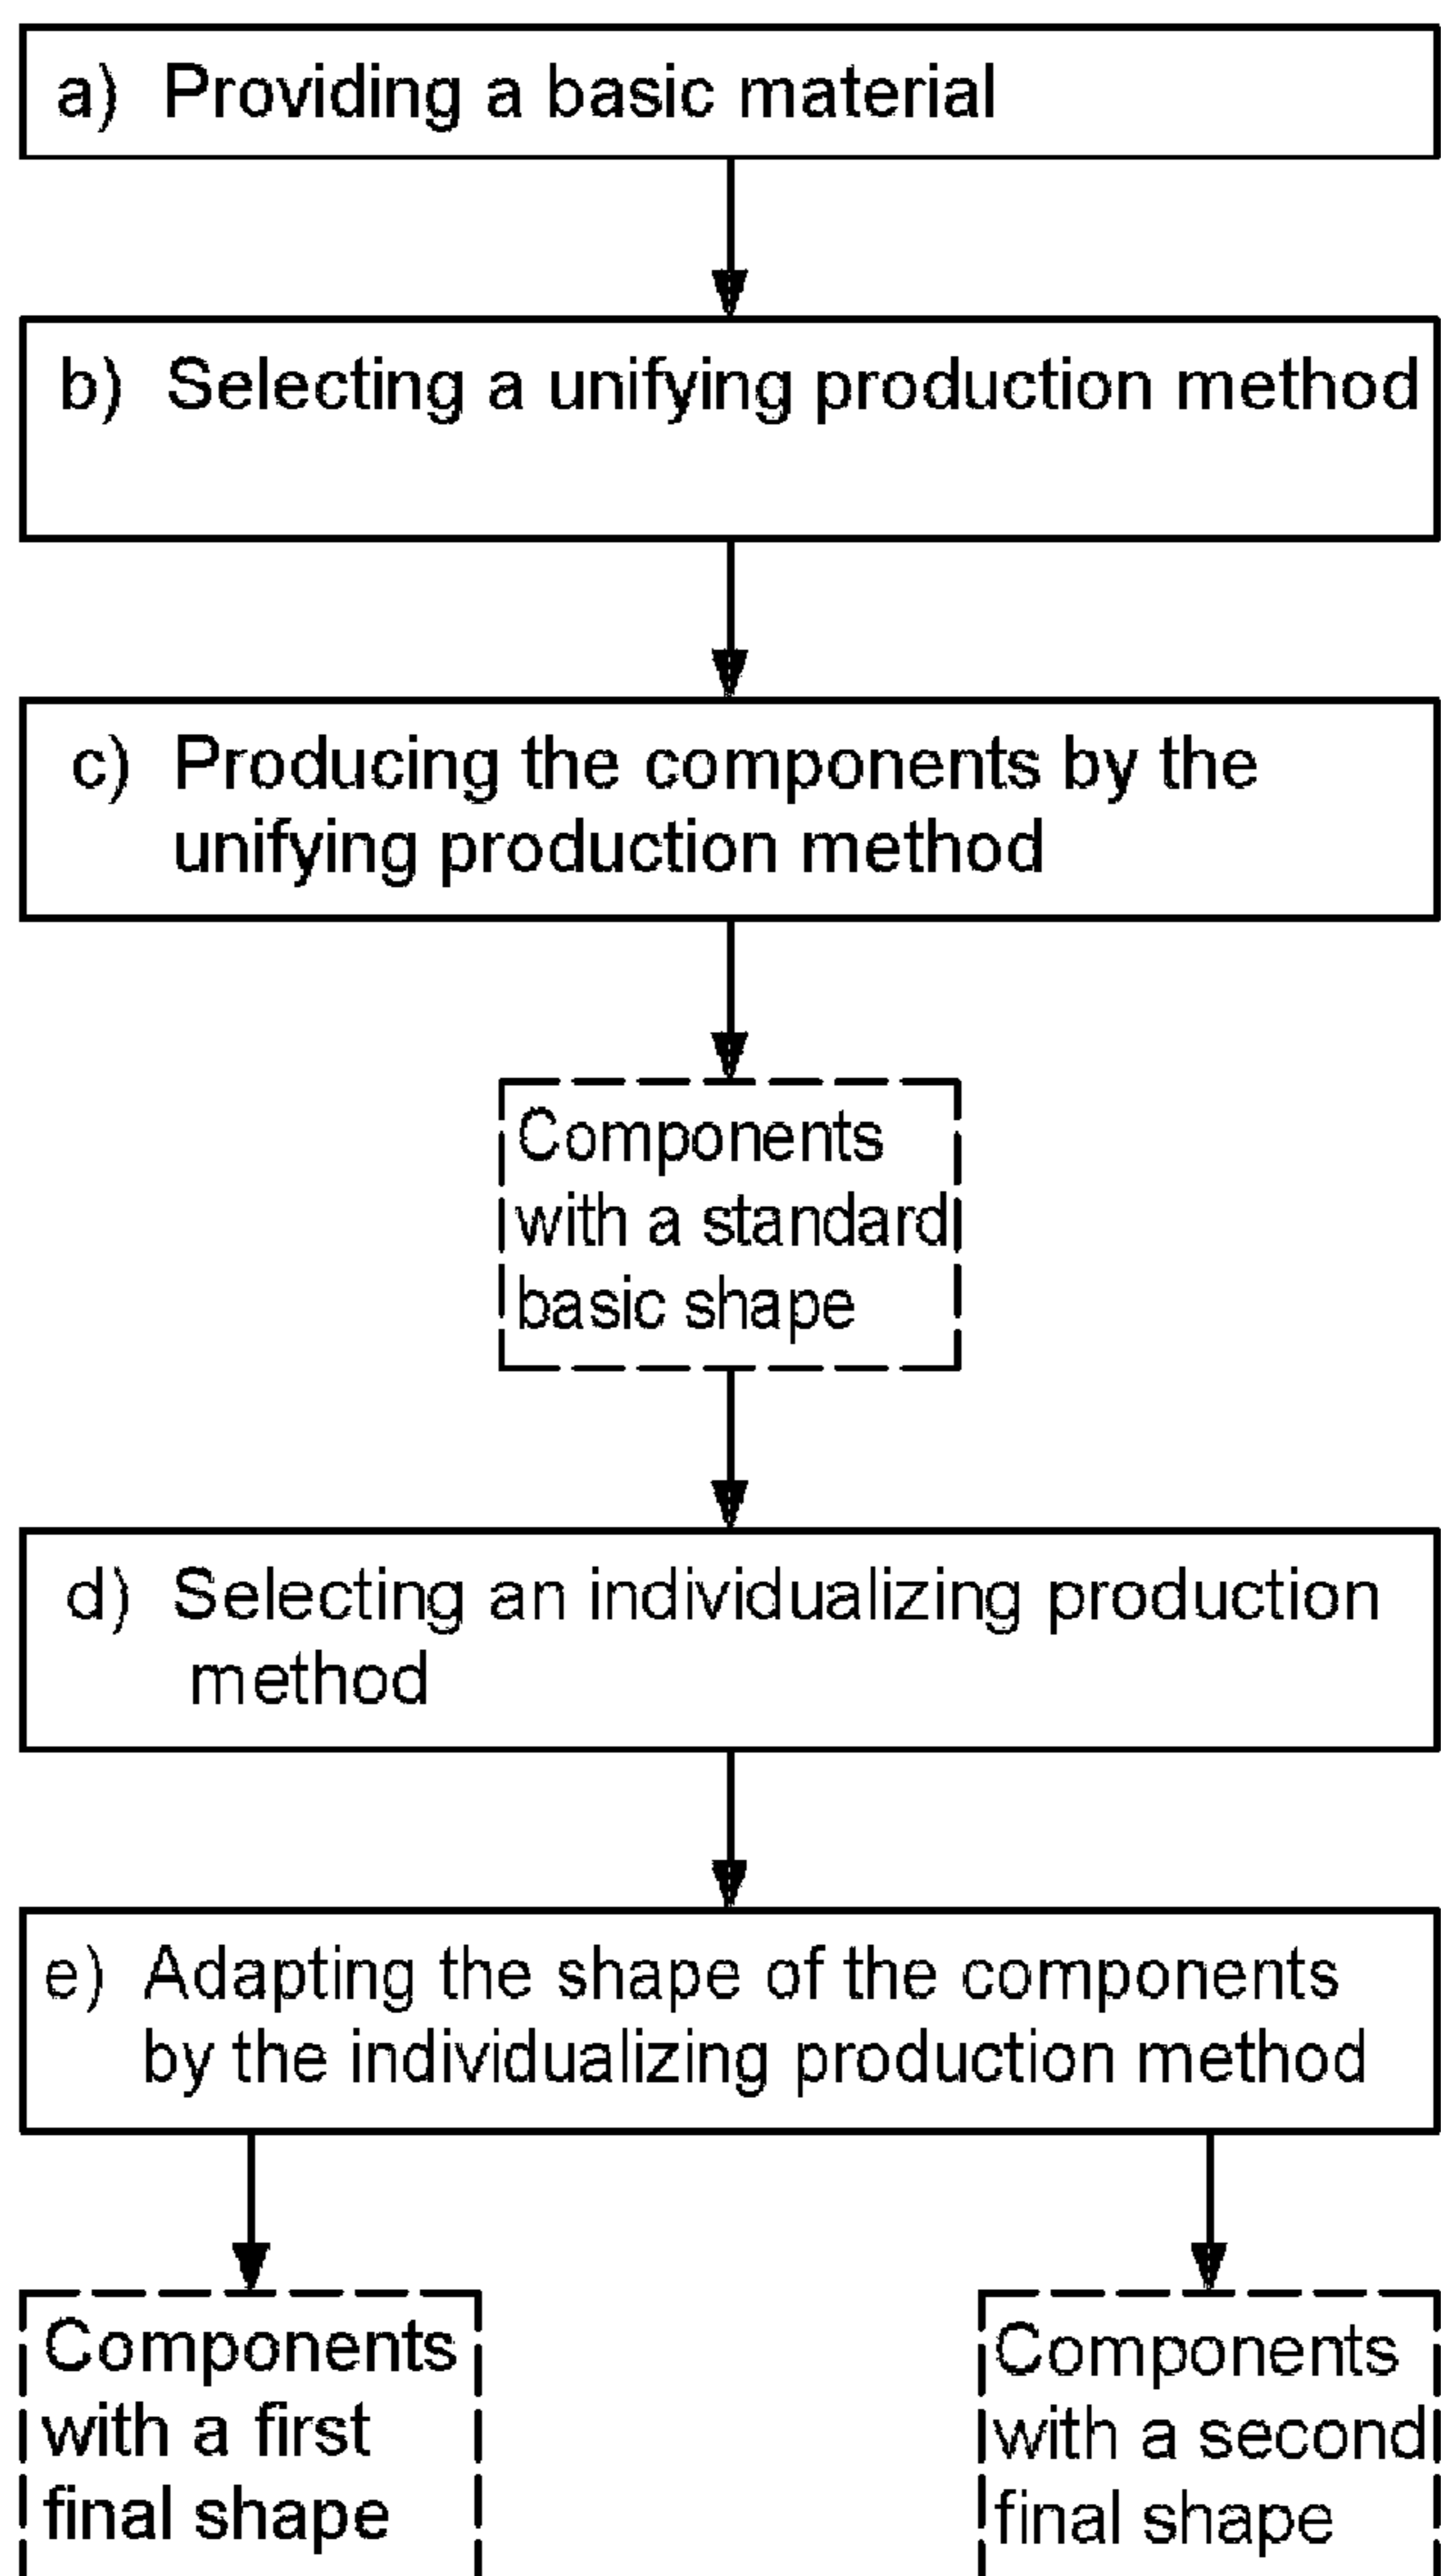 a) Providing a basic material
b) Selecting a unifying production method
c) Producing the components by the
unifying production method
Components
with a standard
basic shape
d) Selecting an individualizing production
method
e) Adapting the shape of the components
by the individualizing production method
Components
with a first
final shape
Components
with a second
final shape